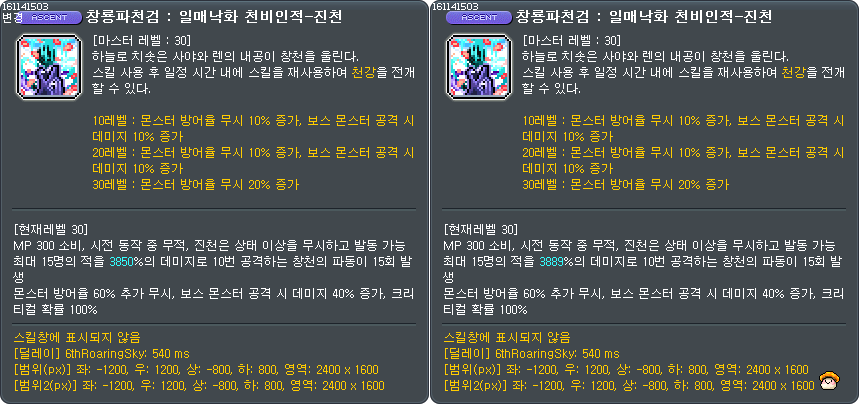 161141503
변경 ASCENT 창룡파천검 : 일매낙화 천비인적-진천
[마스터 레벨 : 30]
하늘로 치솟은 사야와 렌의 내공이 창천을 울린다.
스킬 사용 후 일정 시간 내에 스킬을 재사용하여 천강을 전개
할 수 있다.
10레벨 : 몬스터 방어율 무시 10% 증가, 보스 몬스터 공격 시
데미지 10% 증가
20레벨 : 몬스터 방어율 무시 10% 증가, 보스 몬스터 공격 시
데미지 10% 증가
30레벨 : 몬스터 방어율 무시 20% 증가
[현재레벨 30]
MP 300 소비, 시전 동작 중 무적, 진천은 상태 이상을 무시하고 발동 가능
최대 15명의 적을 3850%의 데미지로 10번 공격하는 창천의 파동이 15회 발
생
몬스터 방어율 60% 추가 무시, 보스 몬스터 공격 시 데미지 40% 증가, 크리
티컬 확률 100%
스킬창에 표시되지 않음
[딜레이] 6thRoaringSky: 540 ms
[범위(px)] 좌: -1200, 우: 1200, 상: -800, 하: 800, 영역: 2400 x 1600
[범위2(px)] 좌: -1200, 우: 1200, 상: -800, 하: 800, 영역: 2400 x 1600
161141503
ASCENT 창룡파천검 : 일매낙화 천비인적-진천
[마스터 레벨 : 30]
하늘로 치솟은 사야와 렌의 내공이 창천을 울린다.
스킬 사용 후 일정 시간 내에 스킬을 재사용하여 천강을 전개
할 수 있다.
10레벨 : 몬스터 방어율 무시 10% 증가, 보스 몬스터 공격 시
데미지 10% 증가
20레벨 : 몬스터 방어율 무시 10% 증가, 보스 몬스터 공격 시
데미지 10% 증가
30레벨 : 몬스터 방어율 무시 20% 증가
[현재레벨 30]
MP 300 소비, 시전 동작 중 무적, 진천은 상태 이상을 무시하고 발동 가능
최대 15명의 적을 3889%의 데미지로 10번 공격하는 창천의 파동이 15회 발
생
몬스터 방어율 60% 추가 무시, 보스 몬스터 공격 시 데미지 40% 증가, 크리
티컬 확률 100%
스킬창에 표시되지 않음
[딜레이] 6thRoaringSky: 540 ms
[범위(px)] 좌: -1200, 우: 1200, 상: -800, 하: 800, 영역: 2400 x 1600
[범위2(px)] 좌: -1200, 우: 1200, 상: -800, 하: 800, 영역: 2400 x 1600